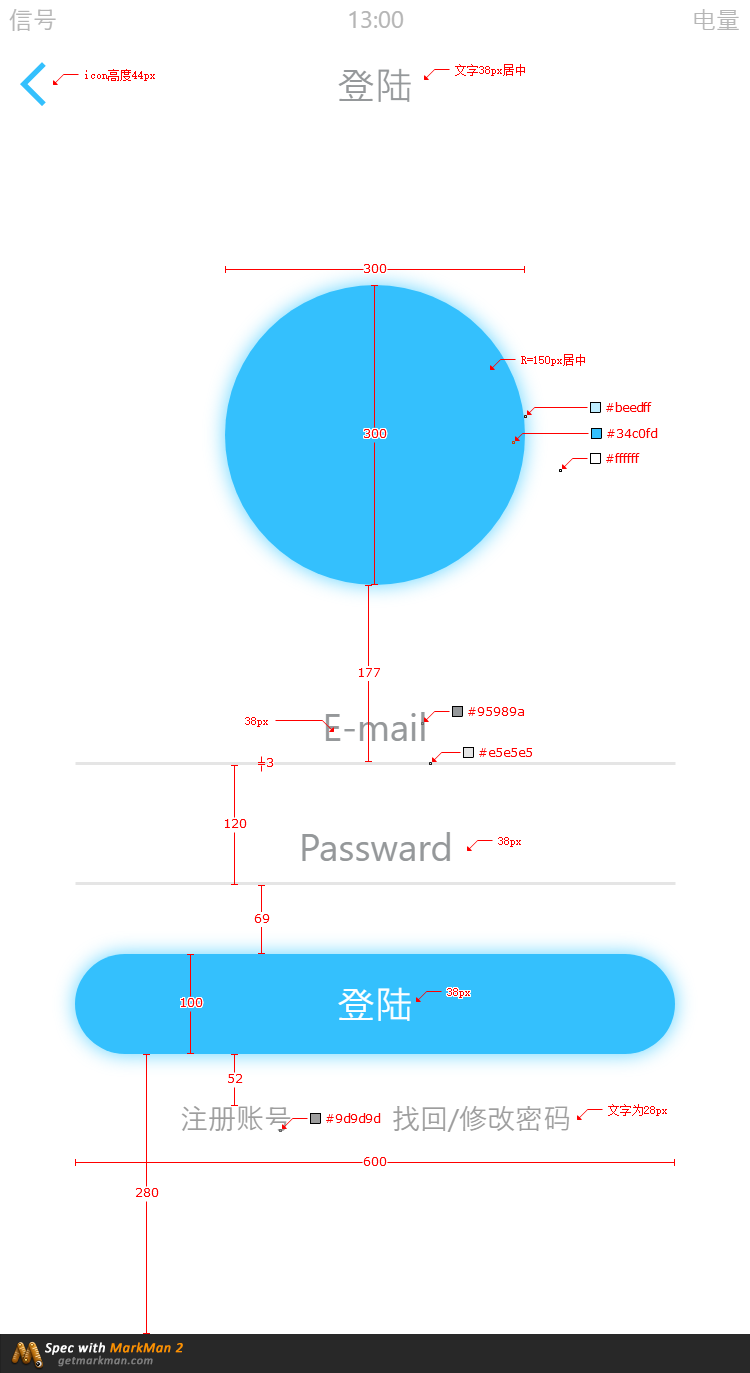 信号 13:00 电量
icon高度44px 登陆 文字38px居中
300
R=150px居中
#beedff
300 #34c0fd
#ffffff
177
38px E-mail #95989a
3 #e5e5e5
120
Passward 38px
69
100 登陆 38px
52
注册账号 #9d9d9d 找回/修改密码 文字为28px
600
280
Spec with MarkMan 2
getmarkman.com